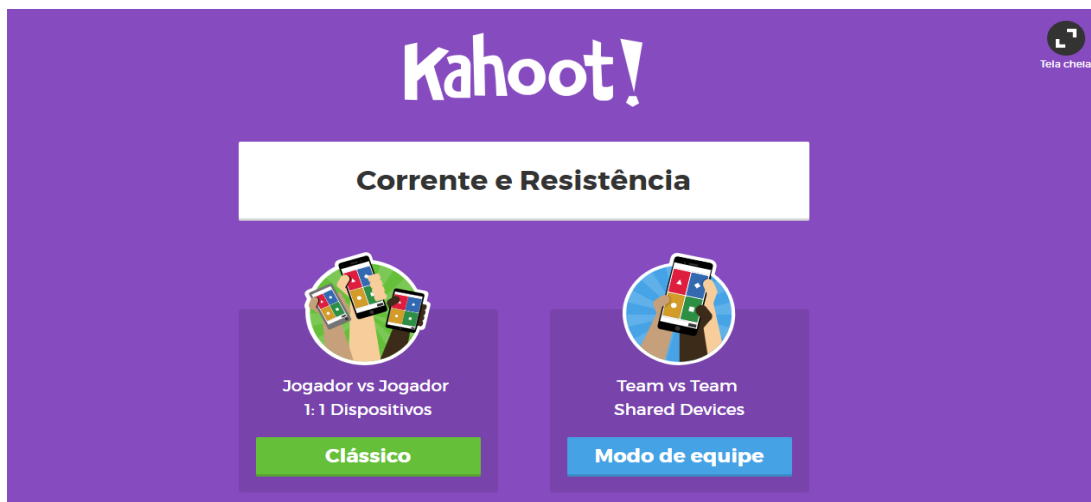 Kahoot!
Tela cheia
Corrente e Resistência
Jogador vs Jogador
1: 1 Dispositivos
Clássico
Team vs Team
Shared Devices
Modo de equipe